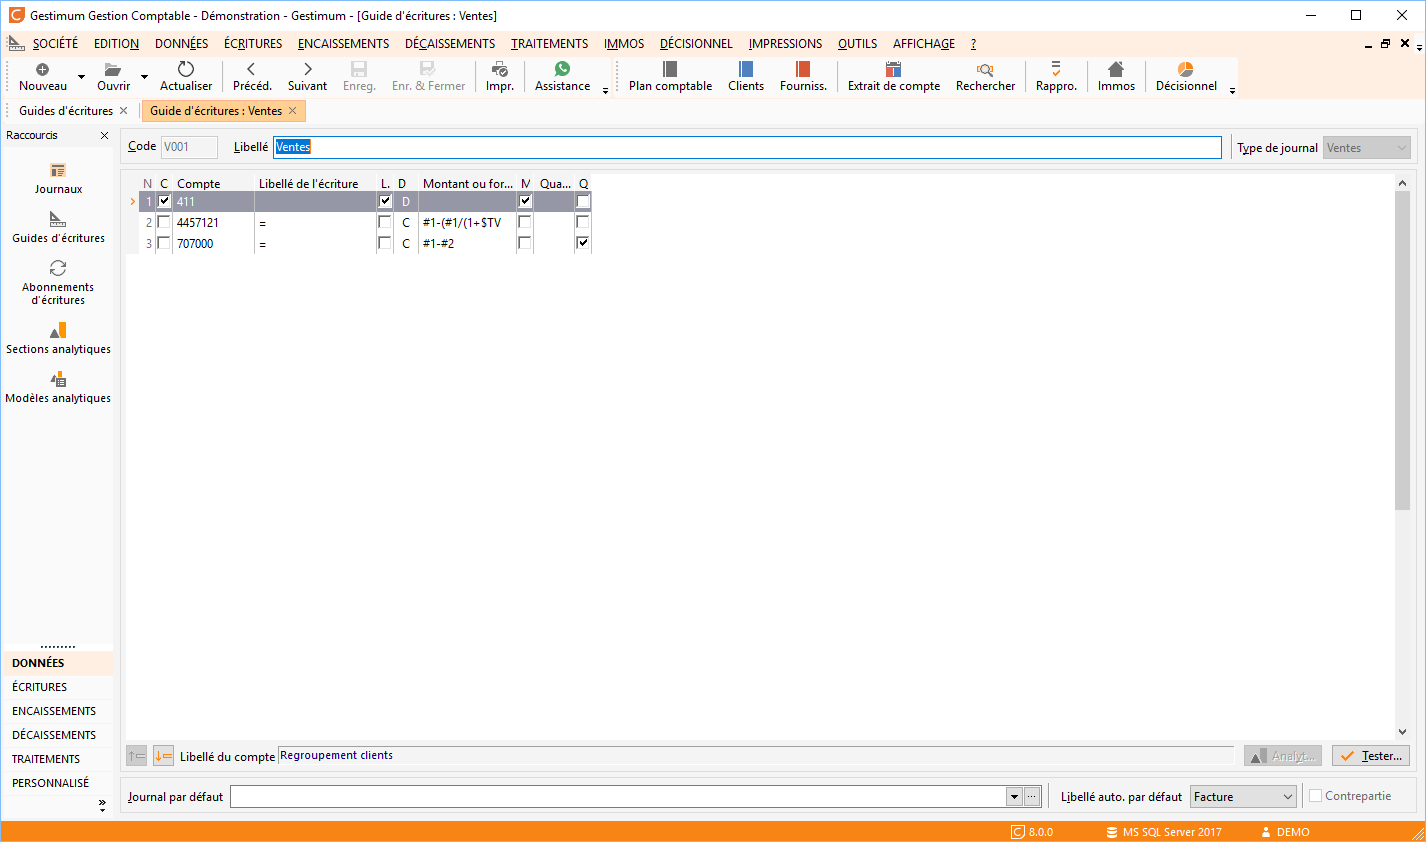 Gestimum Gestion Comptable - Démonstration - Gestimum - [Guide d'écritures : Ventes]
SOCIÉTÉ EDITION DONNÉES ÉCRITURES ENCAISSEMENTS DÉCAISSEMENTS TRAITEMENTS IMMOS DÉCISIONNEL IMPRESSIONS OUTILS AFFICHAGE ?
Nouveau Ouvrir Actualiser Précéd. Suivant Enreg. Enr. & Fermer Impr. Assistance Plan comptable Clients Fourniss. Extrait de compte Rechercher Rappro. Immos Décisionnel
Guides d'écritures Guide d'écritures : Ventes
Raccourcis
Journaux
Guides d'écritures
Abonnements
d'écritures
Sections analytiques
Modèles analytiques
DONNÉES
ÉCRITURES
ENCAISSEMENTS
DÉCAISSEMENTS
TRAITEMENTS
PERSONNALISÉ
Code V001 Libellé Ventes Type de journal Ventes
N C Compte Libellé de l'écriture L. D Montant ou for... M Qua... Q
1 411 D
2 4457121 = C #1-(#1/(1+$TV
3 707000 = C #1-#2
Libellé du compte Regroupement clients Analyt... Tester...
Journal par défaut Libellé auto. par défaut Facture Contrepartie
8.0.0 MS SQL Server 2017 DEMO